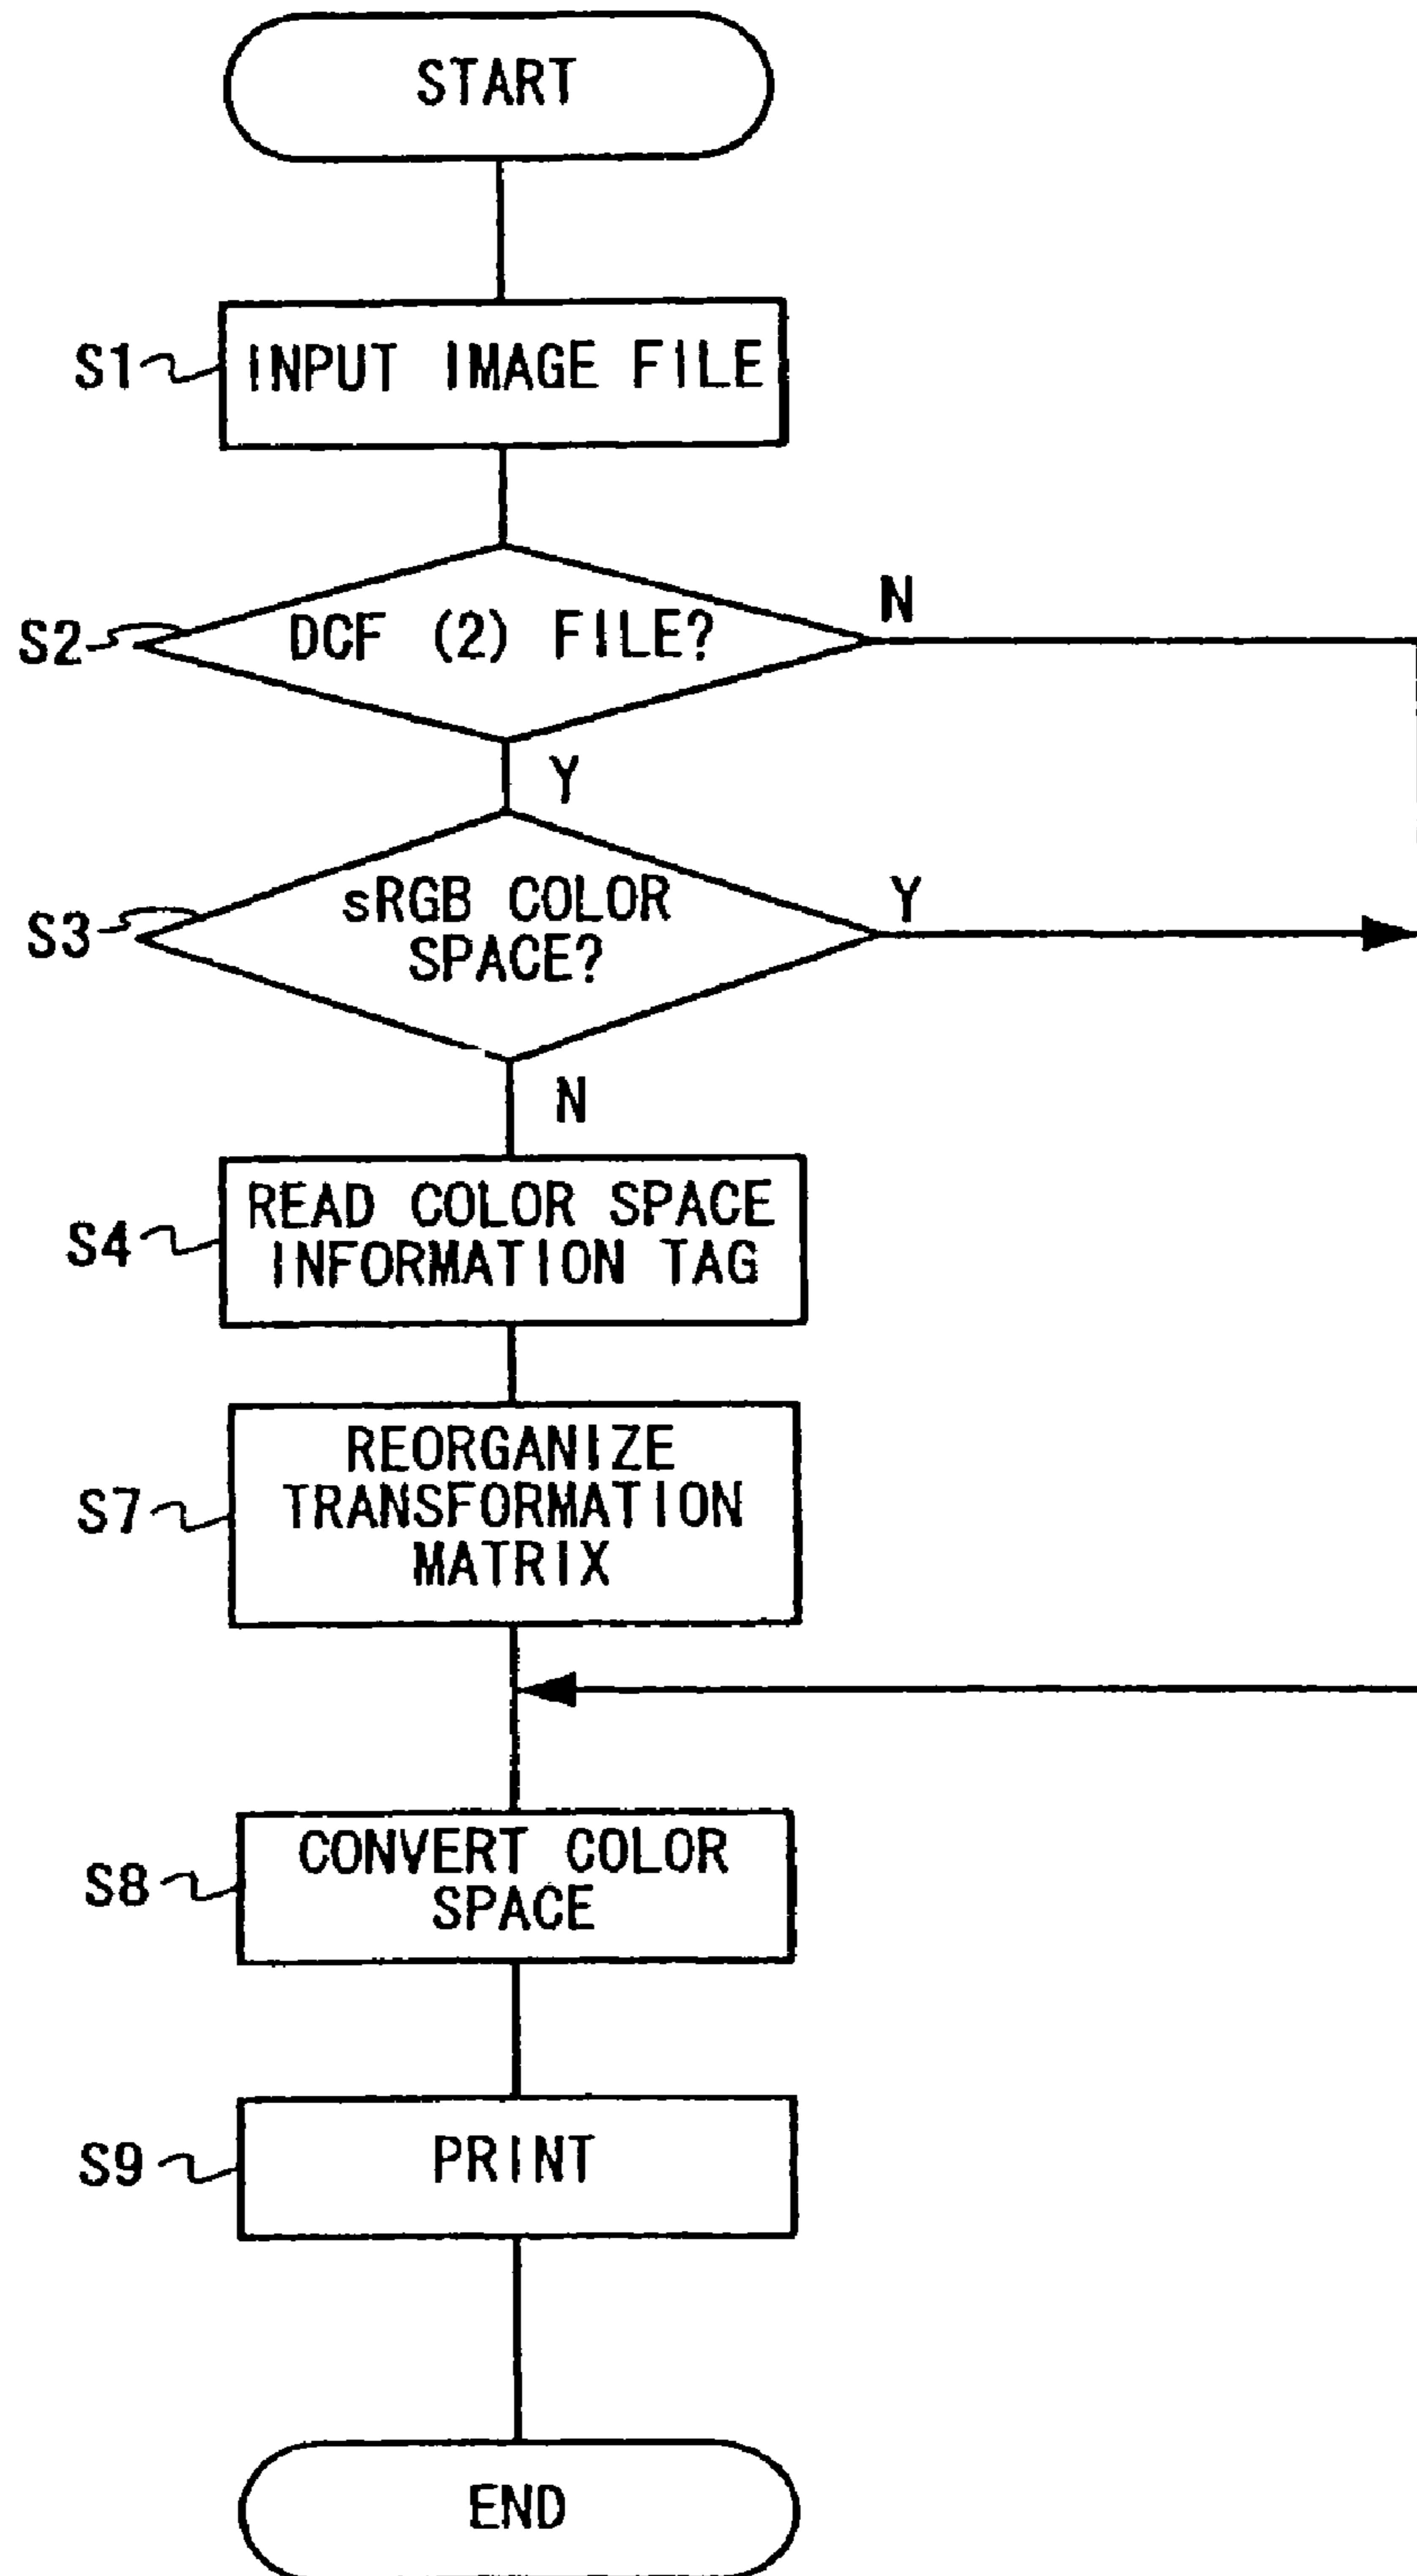 START
S1
INPUT IMAGE FILE
S2
DCF (2) FILE?
N
Y
S3
sRGB COLOR
SPACE?
Y
N
S4
READ COLOR SPACE
INFORMATION TAG
S7
REORGANIZE
TRANSFORMATION
MATRIX
S8
CONVERT COLOR
SPACE
S9
PRINT
END